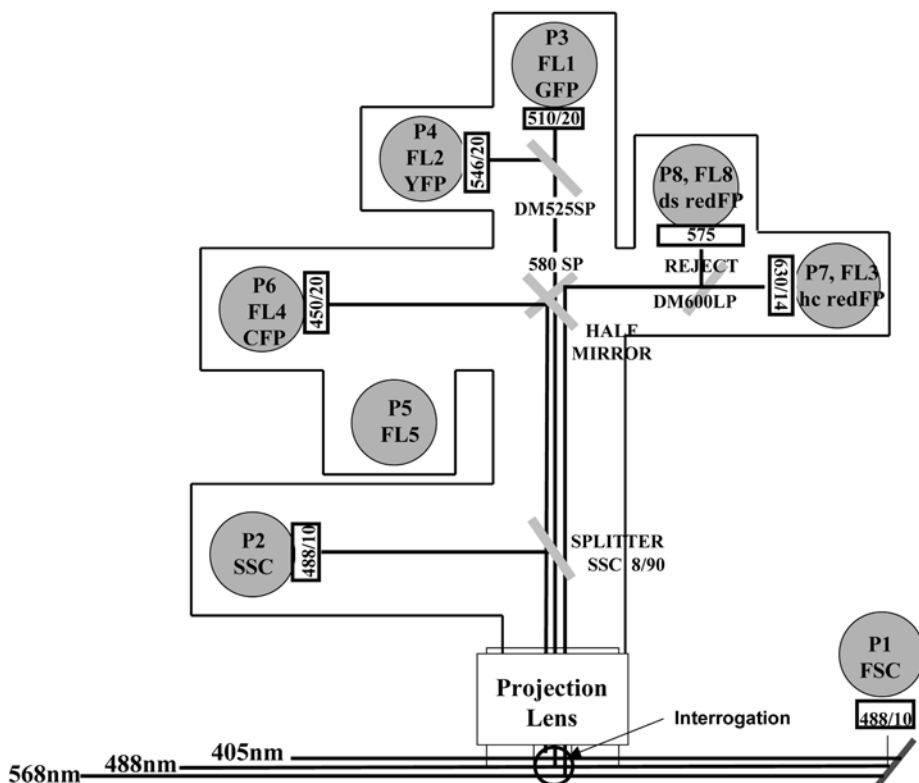 P3
FL1
GFP
510/20
P4
FL2
YFP
546/20
DM525SP
P8, FL8
ds redFP
575
REJECT
580 SP
P7, FL3
hc redFP
630/14
DM600LP
P6
FL4
CFP
450/20
HALF
MIRROR
P5
FL5
P2
SSC
488/10
SPLITTER
SSC 8/90
P1
FSC
488/10
Projection
Lens
Interrogation
405nm
488nm
568nm